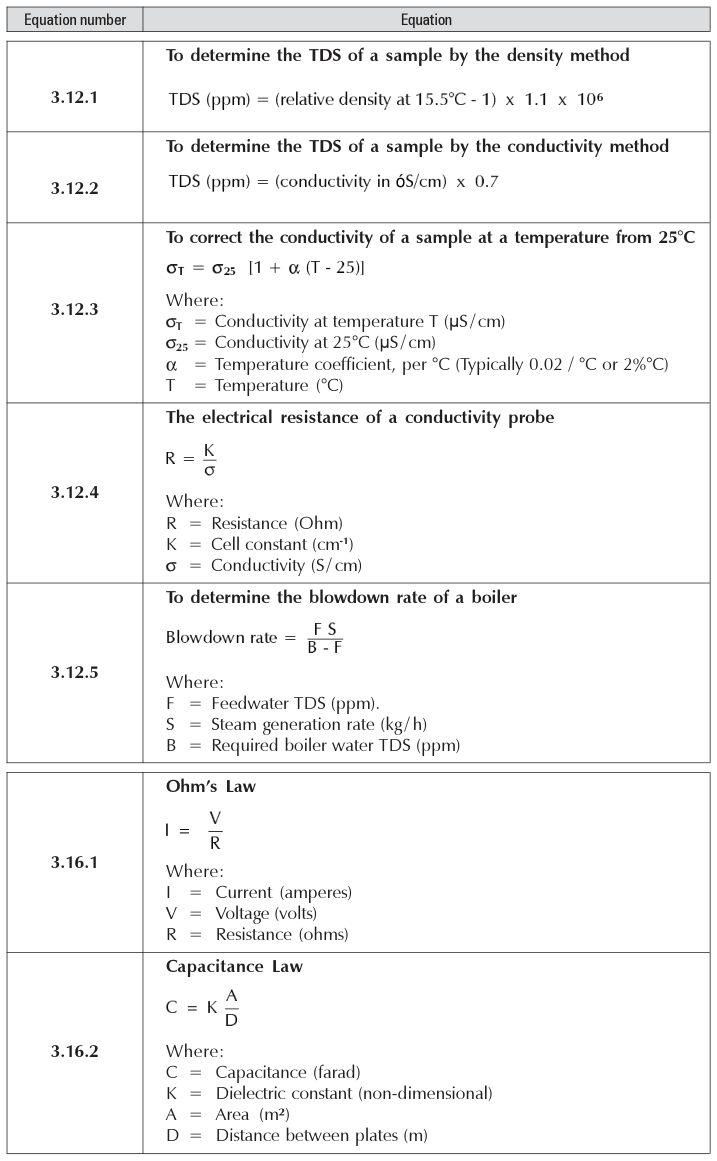 Equation number Equation
To determine the TDS of a sample by the density method
3.12.1
TDS (ppm) = (relative density at 15.5°C - 1) x 1.1 x 10⁶
To determine the TDS of a sample by the conductivity method
3.12.2
TDS (ppm) = (conductivity in óS/cm) x 0.7
To correct the conductivity of a sample at a temperature from 25°C
σT = σ25 [1 + α (T - 25)]
3.12.3
Where:
σT = Conductivity at temperature T (µS/cm)
σ25 = Conductivity at 25°C (µS/cm)
α = Temperature coefficient, per °C (Typically 0.02 / °C or 2%°C)
T = Temperature (°C)
The electrical resistance of a conductivity probe
R = K
σ
3.12.4
Where:
R = Resistance (Ohm)
K = Cell constant (cm⁻¹)
σ = Conductivity (S/cm)
To determine the blowdown rate of a boiler
Blowdown rate = F S
B - F
3.12.5
Where:
F = Feedwater TDS (ppm).
S = Steam generation rate (kg/h)
B = Required boiler water TDS (ppm)
Ohm's Law
I = V
R
3.16.1
Where:
I = Current (amperes)
V = Voltage (volts)
R = Resistance (ohms)
Capacitance Law
C = K A
D
3.16.2
Where:
C = Capacitance (farad)
K = Dielectric constant (non-dimensional)
A = Area (m²)
D = Distance between plates (m)